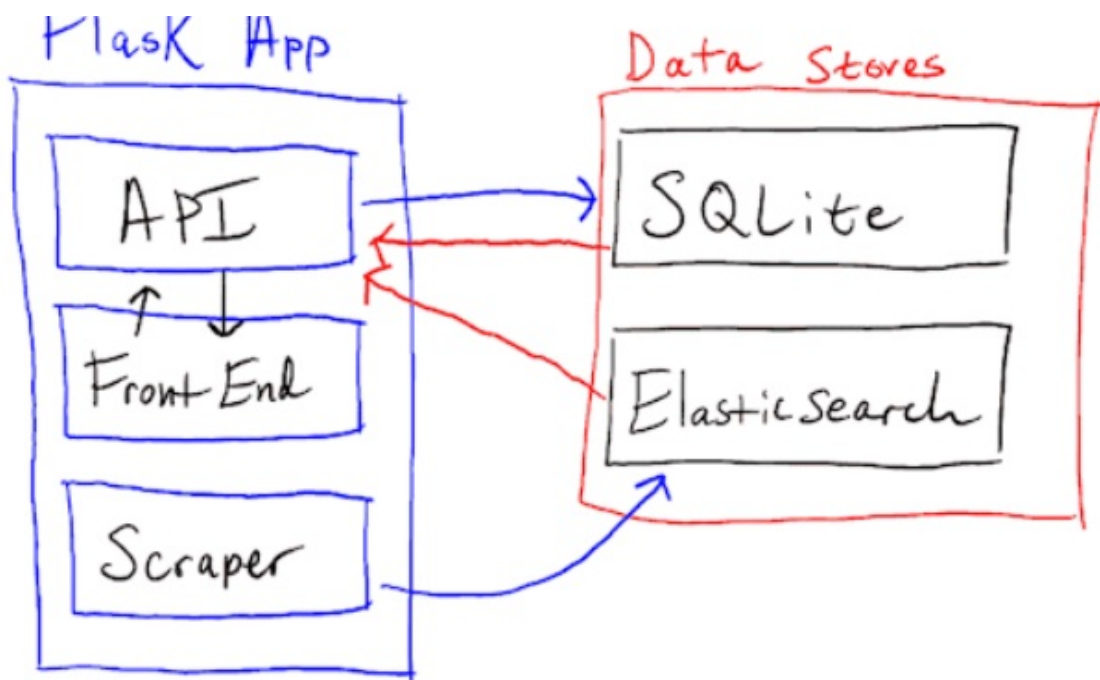 Flask App
Data Stores
API
SQLite
Front End
Elasticsearch
Scraper